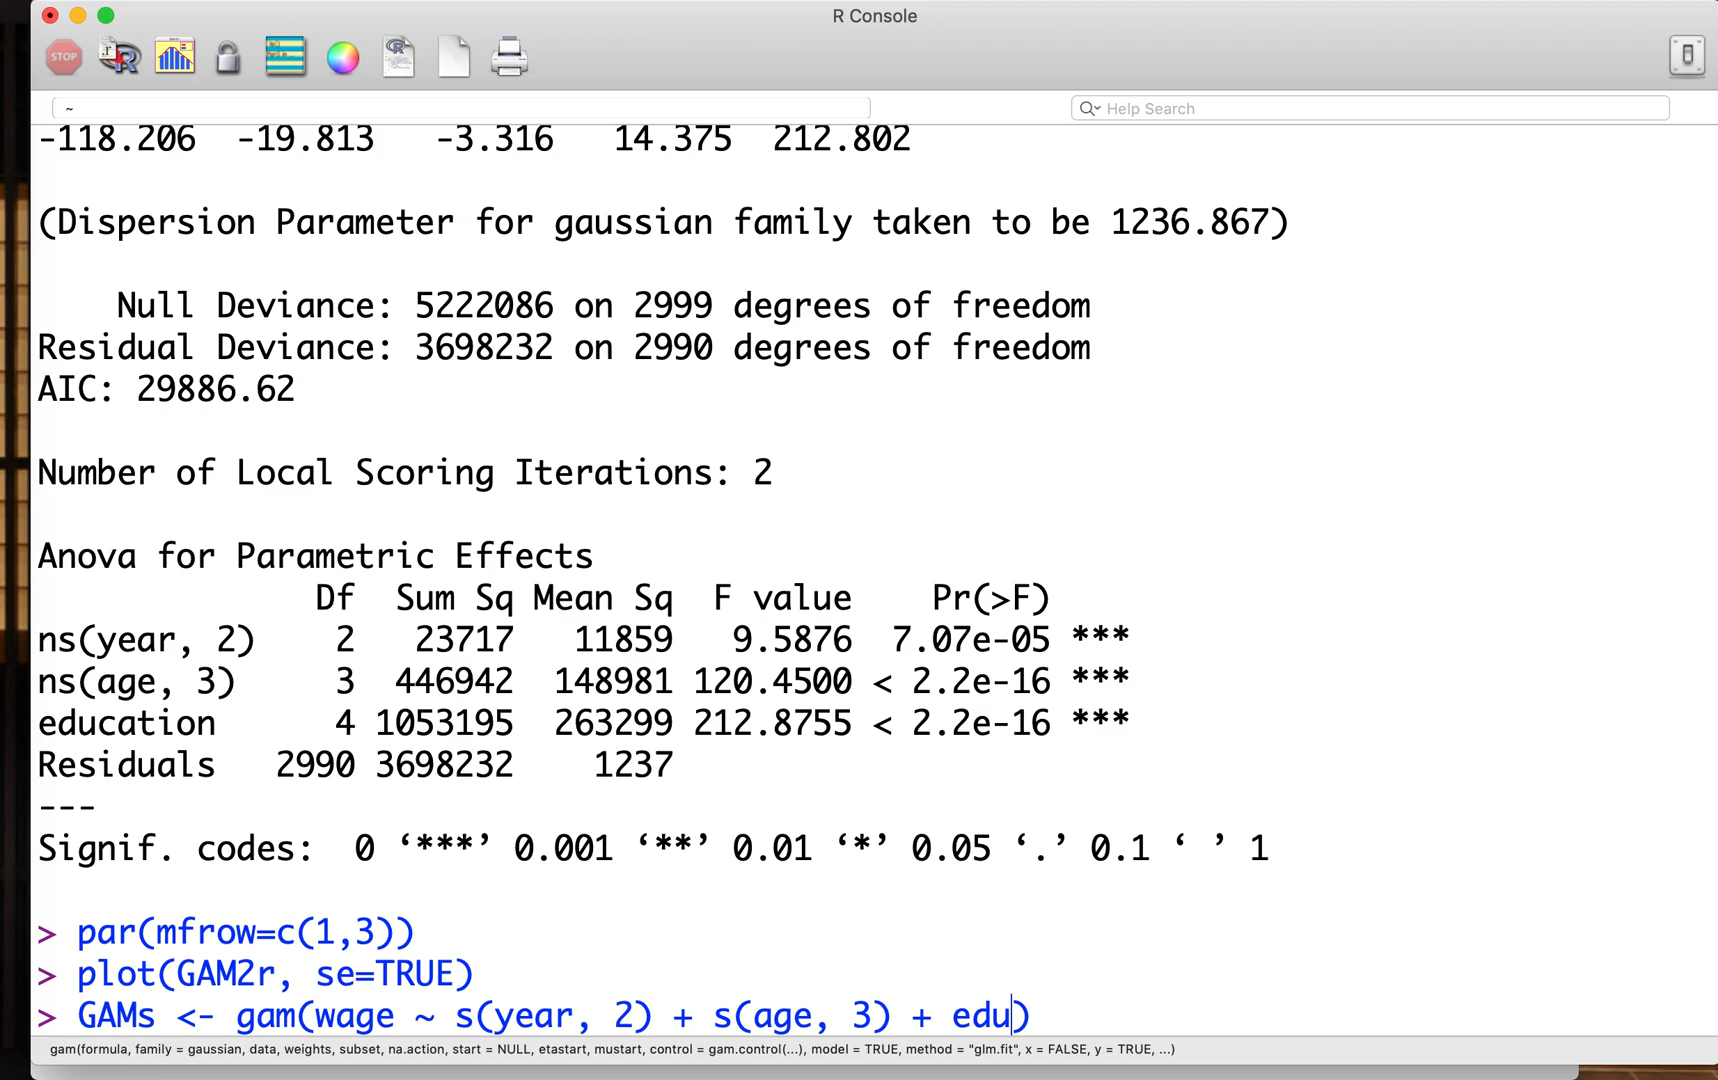 R Console
STOP
~
Help Search
-118.206  -19.813   -3.316   14.375  212.802
(Dispersion Parameter for gaussian family taken to be 1236.867)
    Null Deviance: 5222086 on 2999 degrees of freedom
Residual Deviance: 3698232 on 2990 degrees of freedom
AIC: 29886.62
Number of Local Scoring Iterations: 2
Anova for Parametric Effects
              Df  Sum Sq Mean Sq  F value    Pr(>F)
ns(year, 2)    2   23717   11859   9.5876  7.07e-05 ***
ns(age, 3)     3  446942  148981 120.4500 < 2.2e-16 ***
education      4 1053195  263299 212.8755 < 2.2e-16 ***
Residuals   2990 3698232    1237
---
Signif. codes:  0 ‘***’ 0.001 ‘**’ 0.01 ‘*’ 0.05 ‘.’ 0.1 ‘ ’ 1
> par(mfrow=c(1,3))
> plot(GAM2r, se=TRUE)
> GAMs <- gam(wage ~ s(year, 2) + s(age, 3) + edu)
gam(formula, family = gaussian, data, weights, subset, na.action, start = NULL, etastart, mustart, control = gam.control(...), model = TRUE, method = "glm.fit", x = FALSE, y = TRUE, ...)